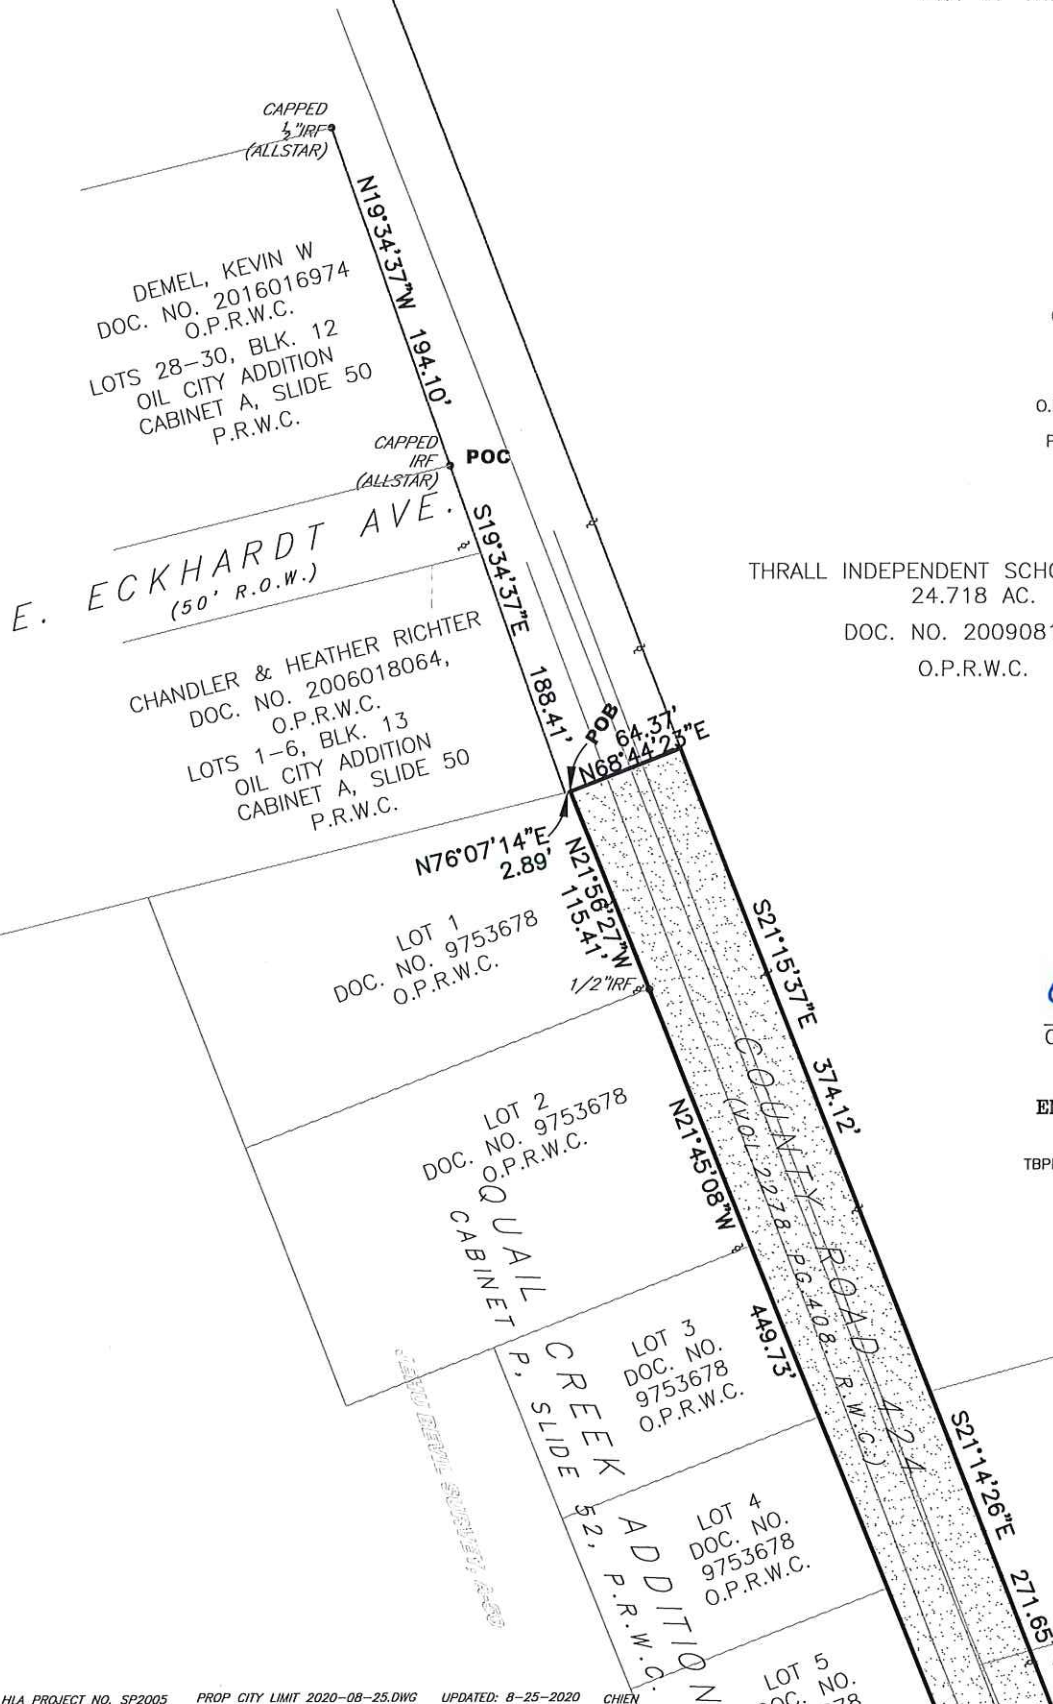 CAPPED
½"IRF
(ALLSTAR)
N19°34'37"W 194.10'
DEMEL, KEVIN W
DOC. NO. 2016016974
O.P.R.W.C.
LOTS 28-30, BLK. 12
OIL CITY ADDITION
CABINET A, SLIDE 50
P.R.W.C.
CAPPED
IRF
(ALLSTAR)
POC
E. ECKHARDT AVE.
(50' R.O.W.)
S19°34'37"E 188.41'
THRALL INDEPENDENT SCHO
24.718 AC.
DOC. NO. 200908
O.P.R.W.C.
CHANDLER & HEATHER RICHTER
DOC. NO. 2006018064,
O.P.R.W.C.
LOTS 1-6, BLK. 13
OIL CITY ADDITION
CABINET A, SLIDE 50
P.R.W.C.
POB
64.37'
N68°44'23"E
N76°07'14"E
2.89'
N21°56'27"W
115.41'
1/2"IRF
LOT 1
DOC. NO. 9753678
O.P.R.W.C.
S21°15'37"E 374.12'
LOT 2
DOC. NO. 9753678
O.P.R.W.C.
N21°45'08"W 449.73'
COUNTY ROAD 424
(VOL.2278 PG.408 R.W.C.)
QUAIL CREEK ADDITION
CABINET P, SLIDE 52, P.R.W.C.
LOT 3
DOC. NO.
9753678
O.P.R.W.C.
S21°14'26"E 271.65'
LOT 4
DOC. NO.
9753678
O.P.R.W.C.
LOT 5
DOC. NO.
HLA PROJECT NO. SP2005 PROP CITY LIMIT 2020-08-25.DWG UPDATED: 8-25-2020 CHIEN